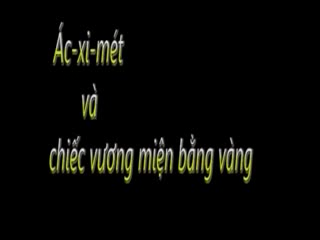 Ác-xi-mét
và
chiếc vương miện bằng vàng